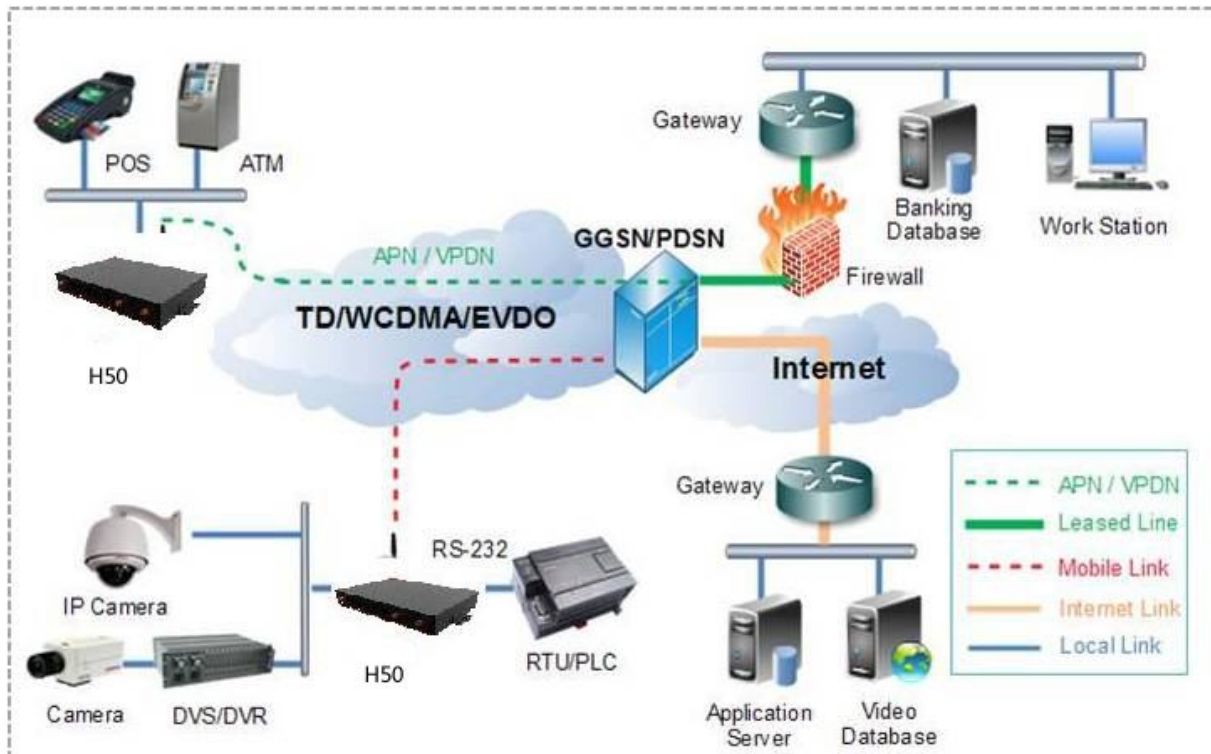 POS
ATM
H50
APN / VPDN
TD/WCDMA/EVDO
GGSN/PDSN
Gateway
Firewall
Banking
Database
Work Station
Internet
Gateway
Application
Server
Video
Database
IP Camera
Camera
DVS/DVR
H50
RS-232
RTU/PLC
APN / VPDN
Leased Line
Mobile Link
Internet Link
Local Link